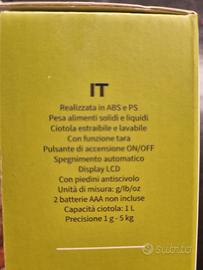 IT
Realizzata in ABS e PS
Pesa alimenti solidi e liquidi
Ciotola estraibile e lavabile
Con funzione tara
Pulsante di accensione ON/OFF
Spegnimento automatico
Display LCD
Con piedini antiscivolo
Unità di misura: g/lb/oz
2 batterie AAA non incluse
Capacità ciotola: 1 L
Precisione 1 g - 5 kg
subito